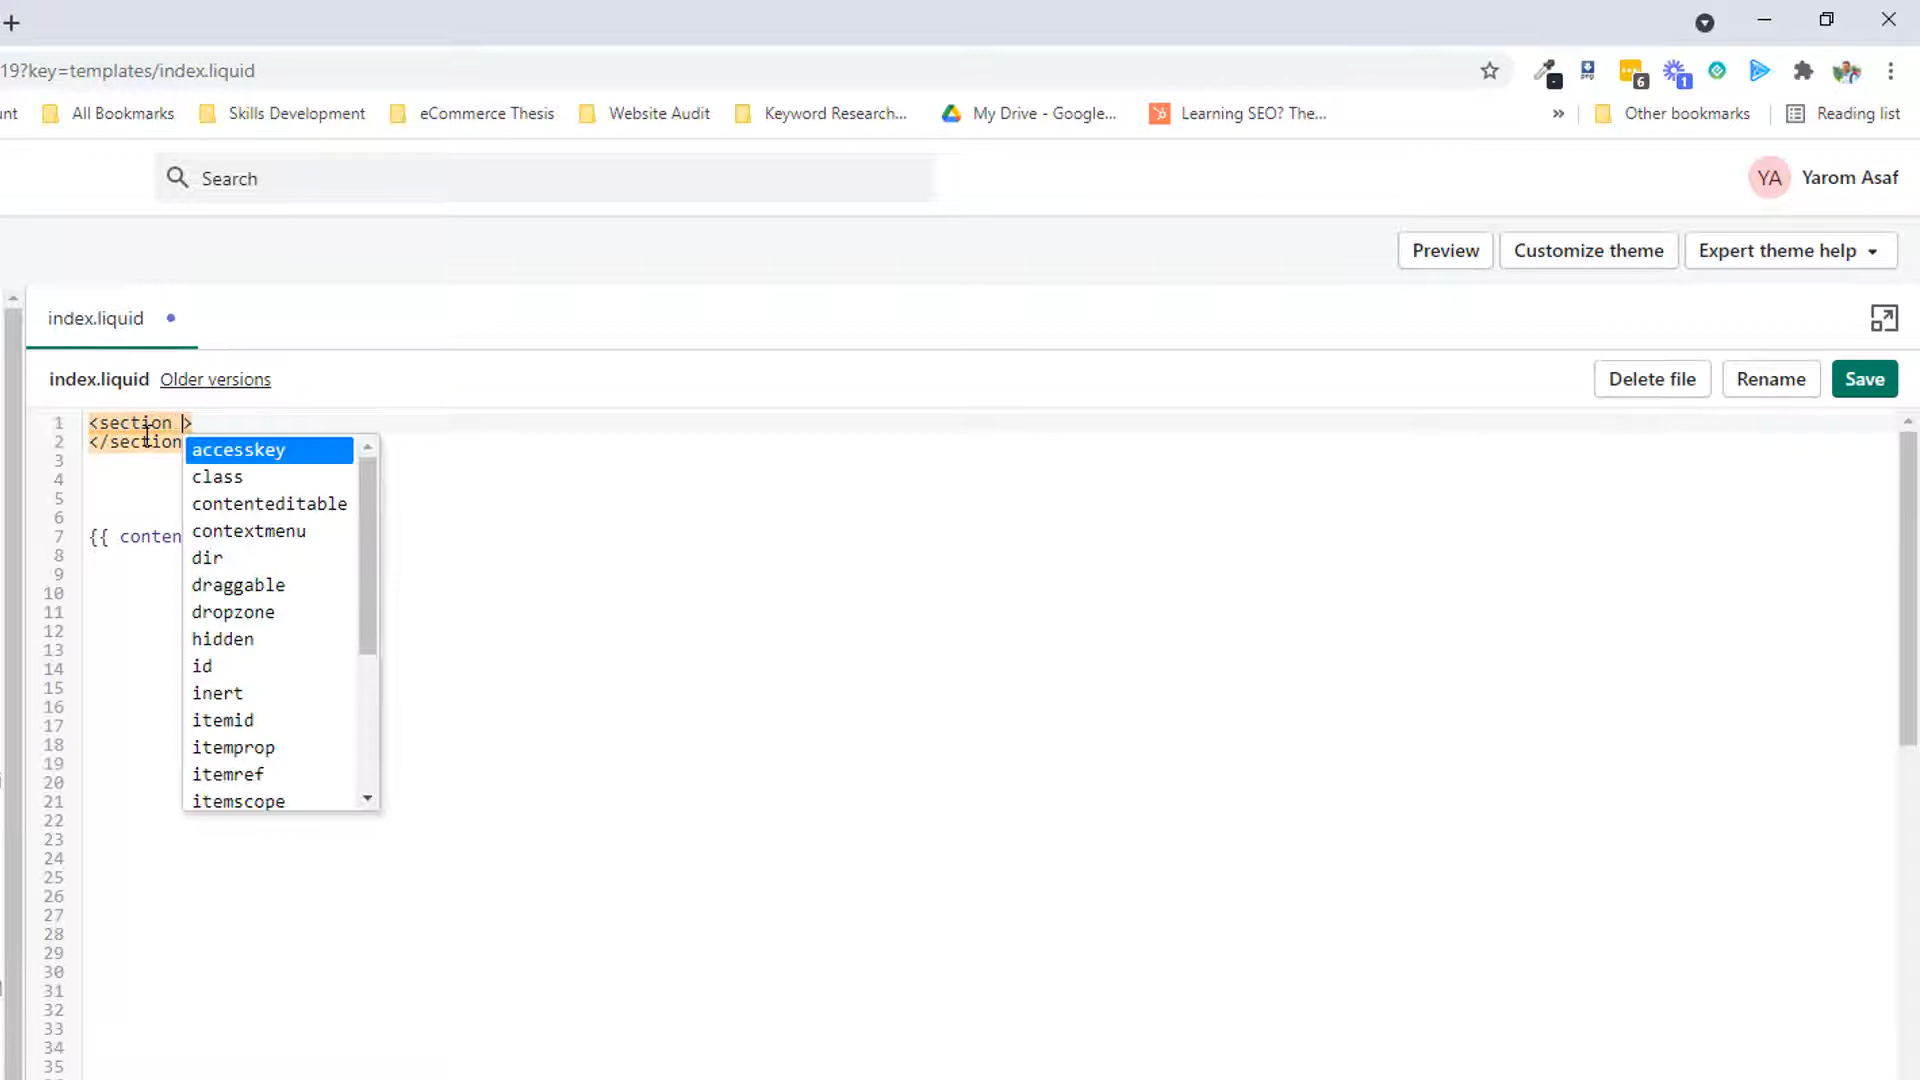 19?key=templates/index.liquid
6
1
All Bookmarks
Skills Development
eCommerce Thesis
Website Audit
Keyword Research...
My Drive - Google...
Learning SEO? The...
»
Other bookmarks
Reading list
Search
YA
Yarom Asaf
Preview
Customize theme
Expert theme help
index.liquid
index.liquid
Older versions
Delete file
Rename
Save
1 <section >
2 </section
3
4
5
6
7 {{ conten
8
9
10
11
12
13
14
15
16
17
18
19
20
21
22
23
24
25
26
27
28
29
30
31
32
33
34
35
accesskey
class
contenteditable
contextmenu
dir
draggable
dropzone
hidden
id
inert
itemid
itemprop
itemref
itemscope